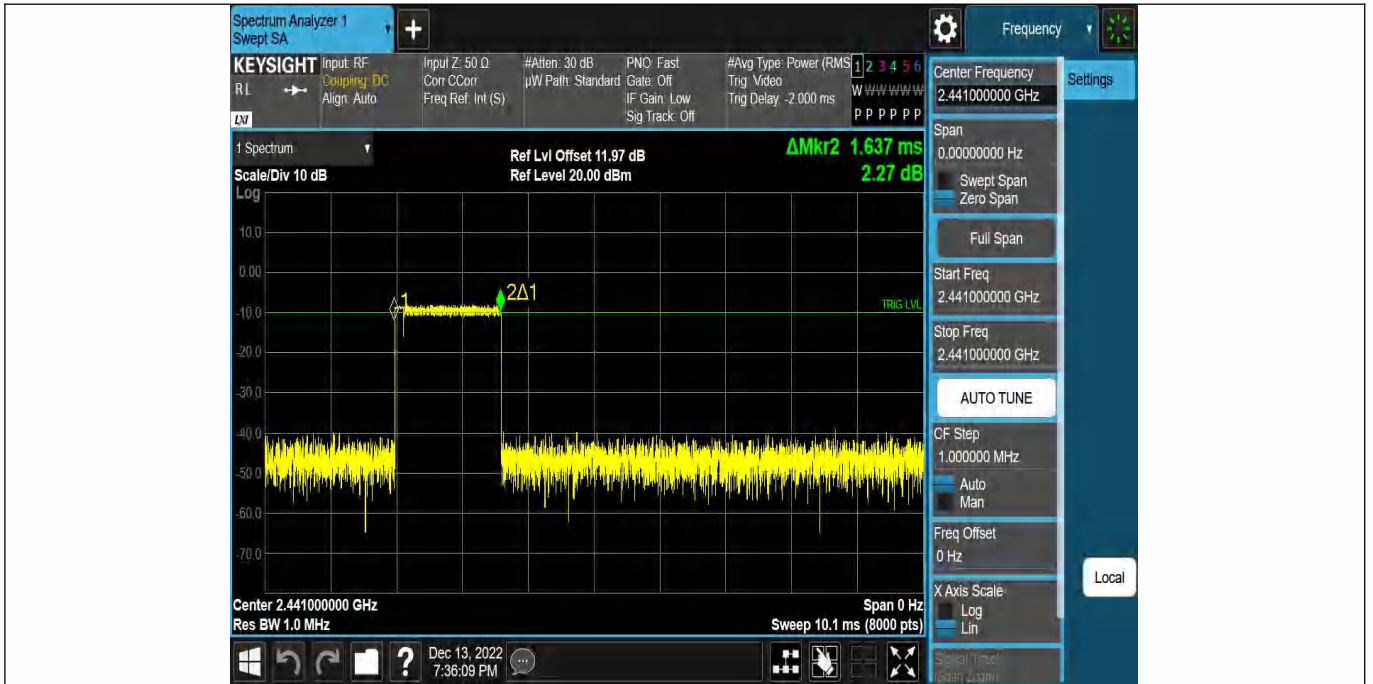 Spectrum Analyzer 1
Swept SA
+
Frequency
KEYSIGHT
RL
LXI
Input: RF
Coupling: DC
Align: Auto
Input Z: 50 Ω
Corr CCorr
Freq Ref: Int (S)
#Atten: 30 dB
µW Path: Standard
PNO: Fast
Gate: Off
IF Gain: Low
Sig Track: Off
#Avg Type: Power (RMS
Trig: Video
Trig Delay: -2.000 ms
1 2 3 4 5 6
W W W W W W
P P P P P P
Center Frequency
2.441000000 GHz
Settings
1 Spectrum
Scale/Div 10 dB
Ref Lvl Offset 11.97 dB
Ref Level 20.00 dBm
ΔMkr2 1.637 ms
2.27 dB
Span
0.00000000 Hz
Swept Span
Zero Span
Full Span
Start Freq
2.441000000 GHz
Stop Freq
2.441000000 GHz
AUTO TUNE
CF Step
1.000000 MHz
Auto
Man
Freq Offset
0 Hz
X Axis Scale
Log
Lin
Signal Track
(Span Zoom)
Local
Log
10.0
0.00
-10.0
-20.0
-30.0
-40.0
-50.0
-60.0
-70.0
1
2Δ1
TRIG LVL
Center 2.441000000 GHz
Res BW 1.0 MHz
Span 0 Hz
Sweep 10.1 ms (8000 pts)
?
Dec 13, 2022
7:36:09 PM